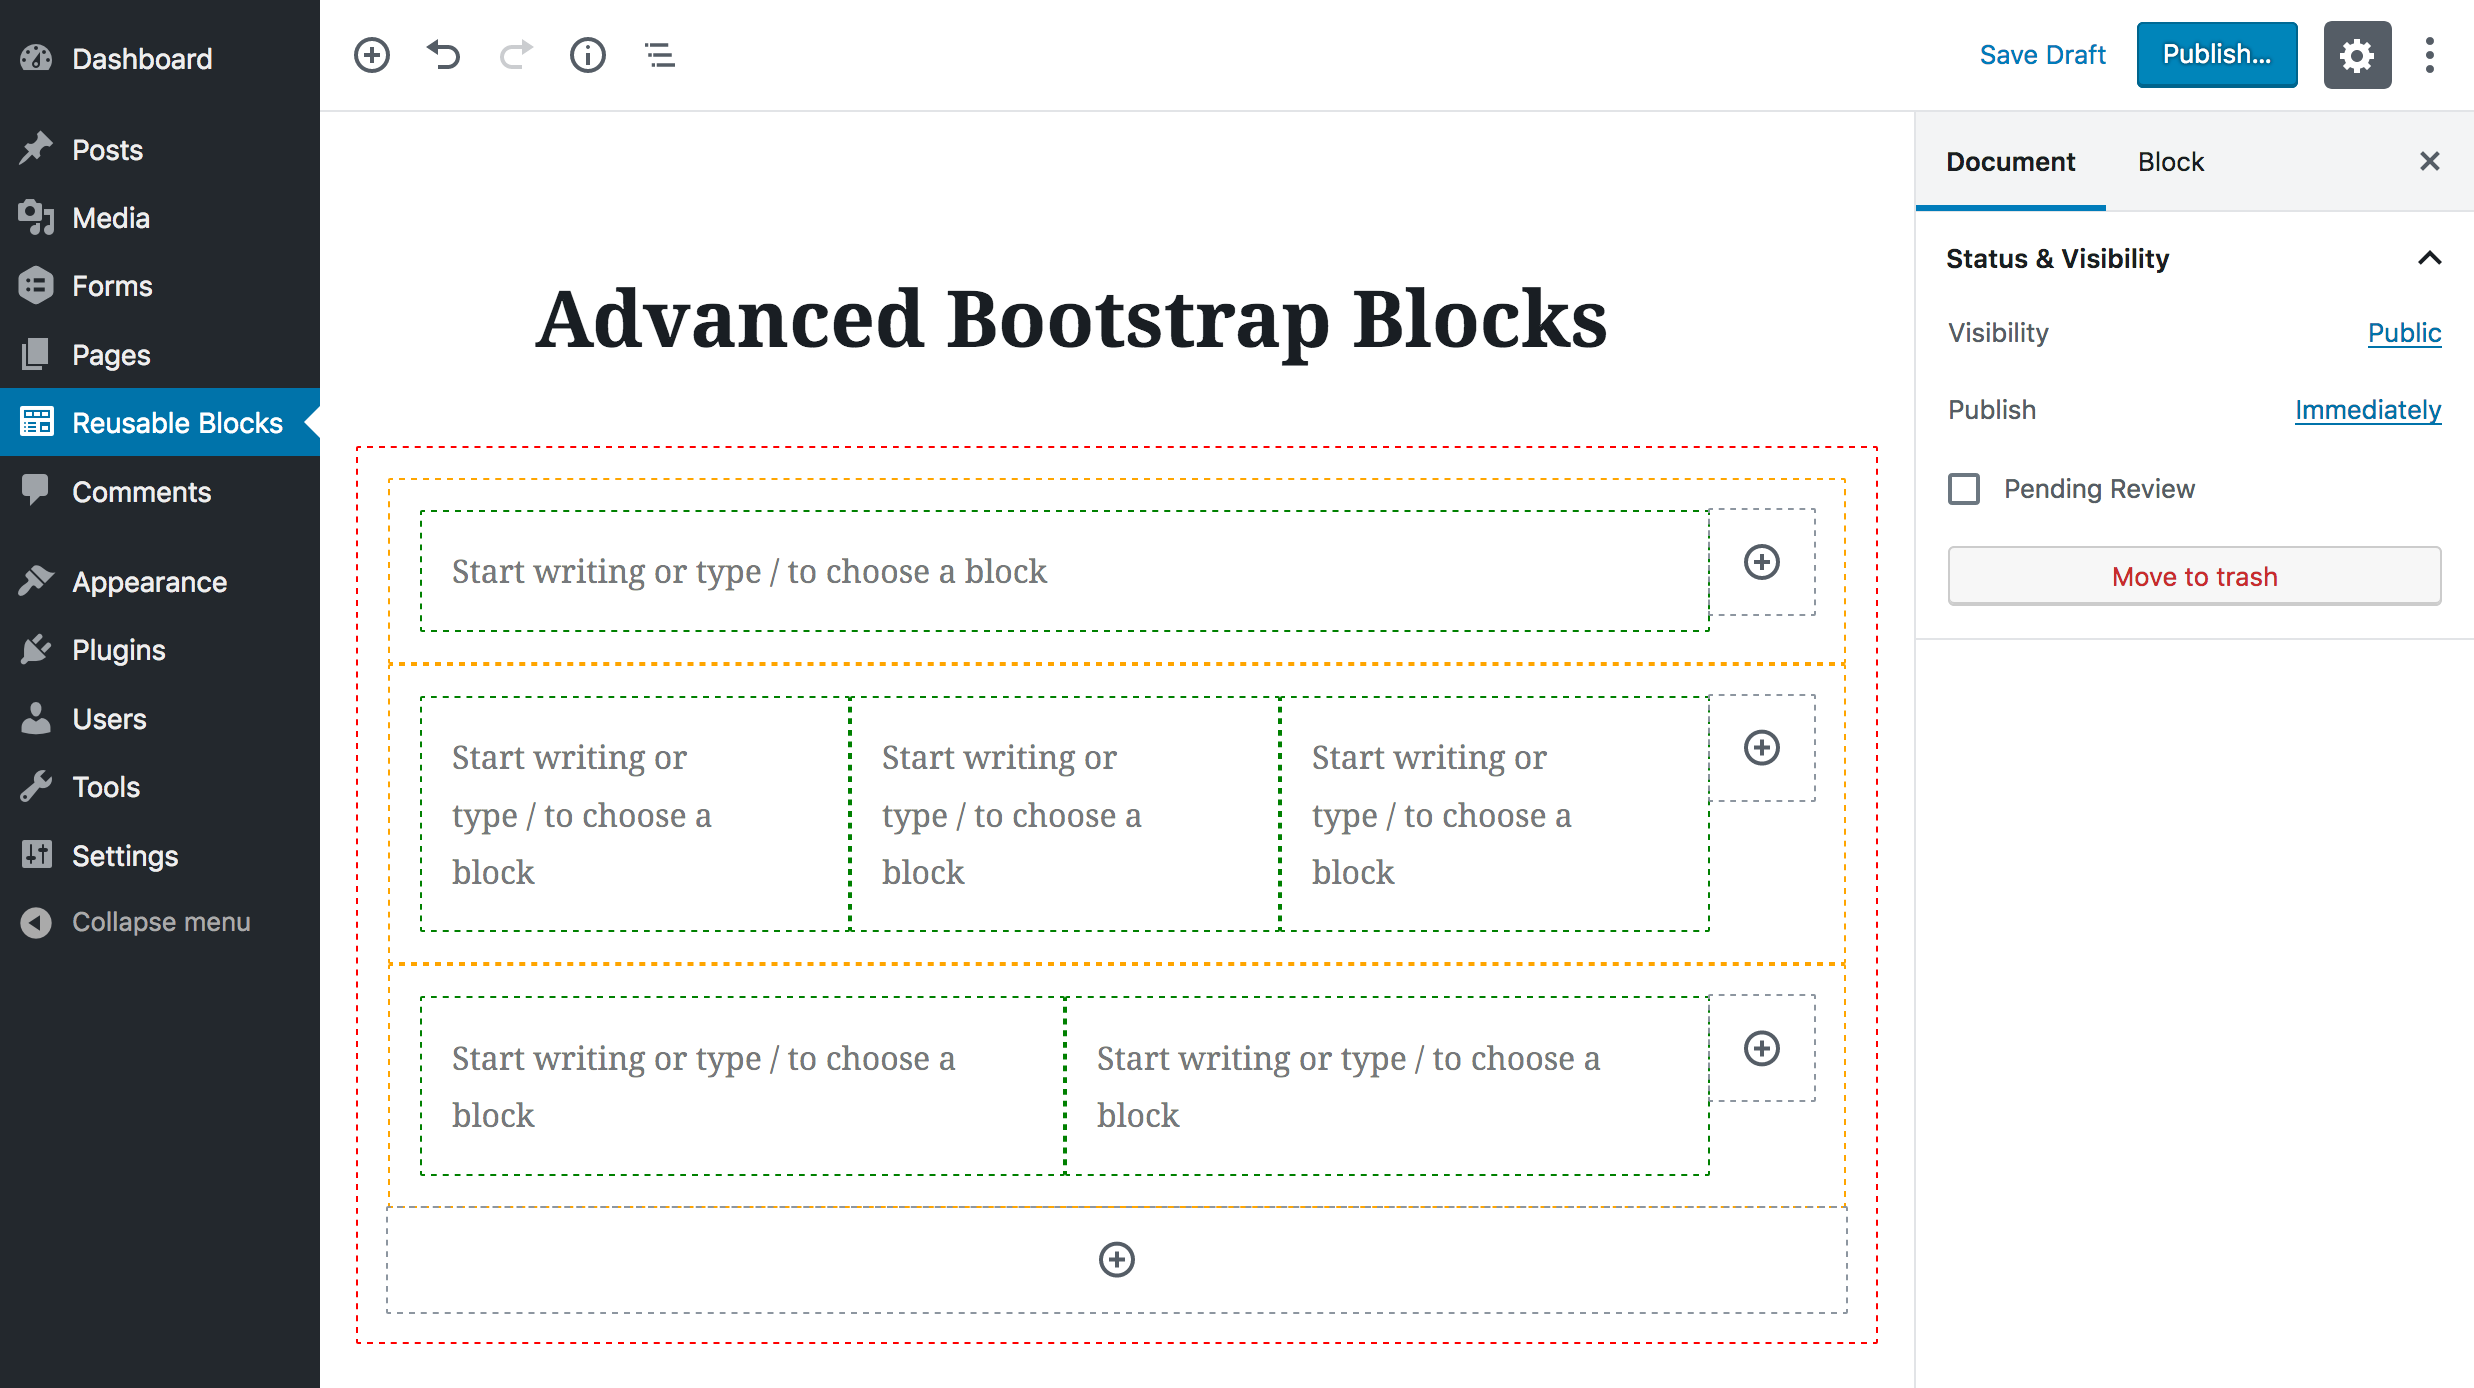 Dashboard
Posts
Media
Forms
Pages
Reusable Blocks
Comments
Appearance
Plugins
Users
Tools
Settings
Collapse menu
Save Draft
Publish...
Advanced Bootstrap Blocks
Start writing or type / to choose a block
Start writing or
type / to choose a
block
Start writing or
type / to choose a
block
Start writing or
type / to choose a
block
Start writing or type / to choose a
block
Start writing or type / to choose a
block
Document
Block
Status & Visibility
Visibility
Public
Publish
Immediately
Pending Review
Move to trash